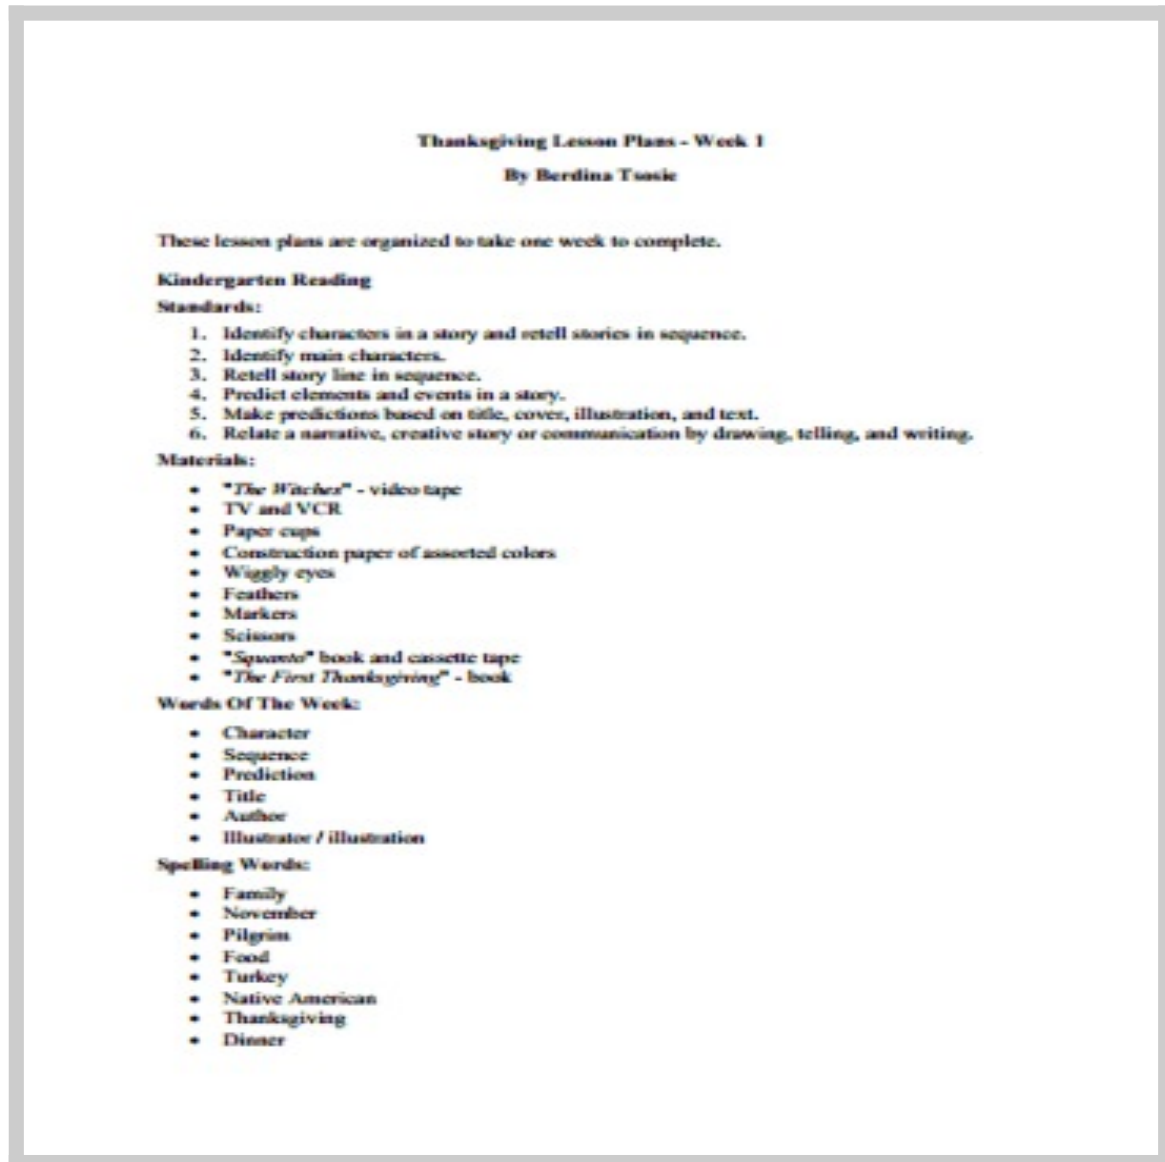 Thanksgiving Lesson Plans - Week 1
By Berdina Tsosie
These lesson plans are organized to take one week to complete.
Kindergarten Reading
Standards:
1. Identify characters in a story and retell stories in sequence.
2. Identify main characters.
3. Retell story line in sequence.
4. Predict elements and events in a story.
5. Make predictions based on title, cover, illustration, and text.
6. Relate a narrative, creative story or communication by drawing, telling, and writing.
Materials:
• "The Witches" - video tape
• TV and VCR
• Paper cups
• Construction paper of assorted colors
• Wiggly eyes
• Feathers
• Markers
• Scissors
• "Squanto" book and cassette tape
• "The First Thanksgiving" - book
Words Of The Week:
• Character
• Sequence
• Prediction
• Title
• Author
• Illustrator / illustration
Spelling Words:
• Family
• November
• Pilgrim
• Food
• Turkey
• Native American
• Thanksgiving
• Dinner